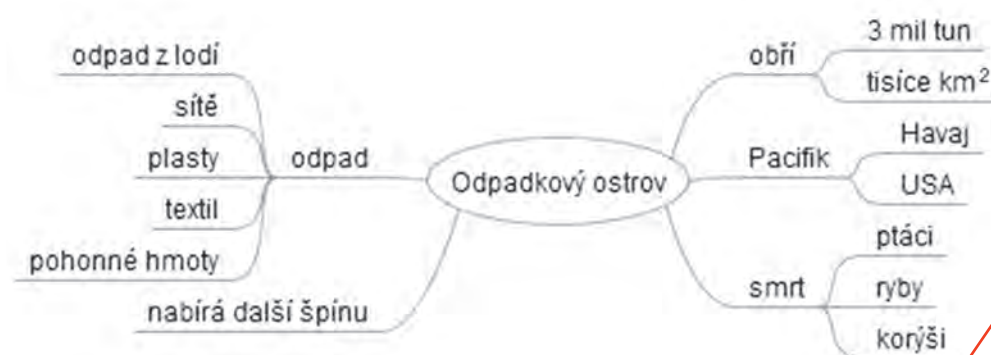 odpad z lodí
sítě
plasty
textil
pohonné hmoty
odpad
nabírá další špínu
Odpadkový ostrov
obří
3 mil tun
tisíce km²
Pacifik
Havaj
USA
smrt
ptáci
ryby
korýši